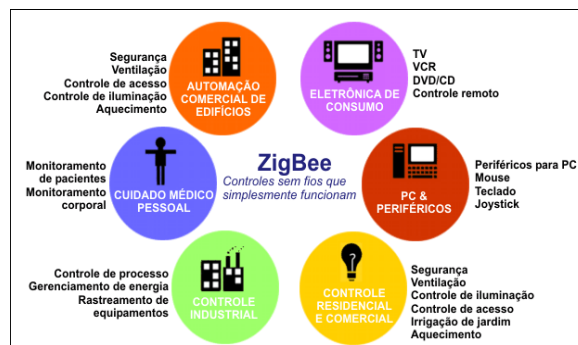 Segurança
Ventilação
Controle de acesso
Controle de iluminação
Aquecimento
AUTOMAÇÃO
COMERCIAL DE
EDIFÍCIOS
ELETRÔNICA DE
CONSUMO
TV
VCR
DVD/CD
Controle remoto
Monitoramento
de pacientes
Monitoramento
corporal
CUIDADO MÉDICO
PESSOAL
ZigBee
Controles sem fios que
simplesmente funcionam
PC &
PERIFÉRICOS
Periféricos para PC
Mouse
Teclado
Joystick
Controle de processo
Gerenciamento de energia
Rastreamento de
equipamentos
CONTROLE
INDUSTRIAL
CONTROLE
RESIDENCIAL
E COMERCIAL
Segurança
Ventilação
Controle de iluminação
Controle de acesso
Irrigação de jardim
Aquecimento